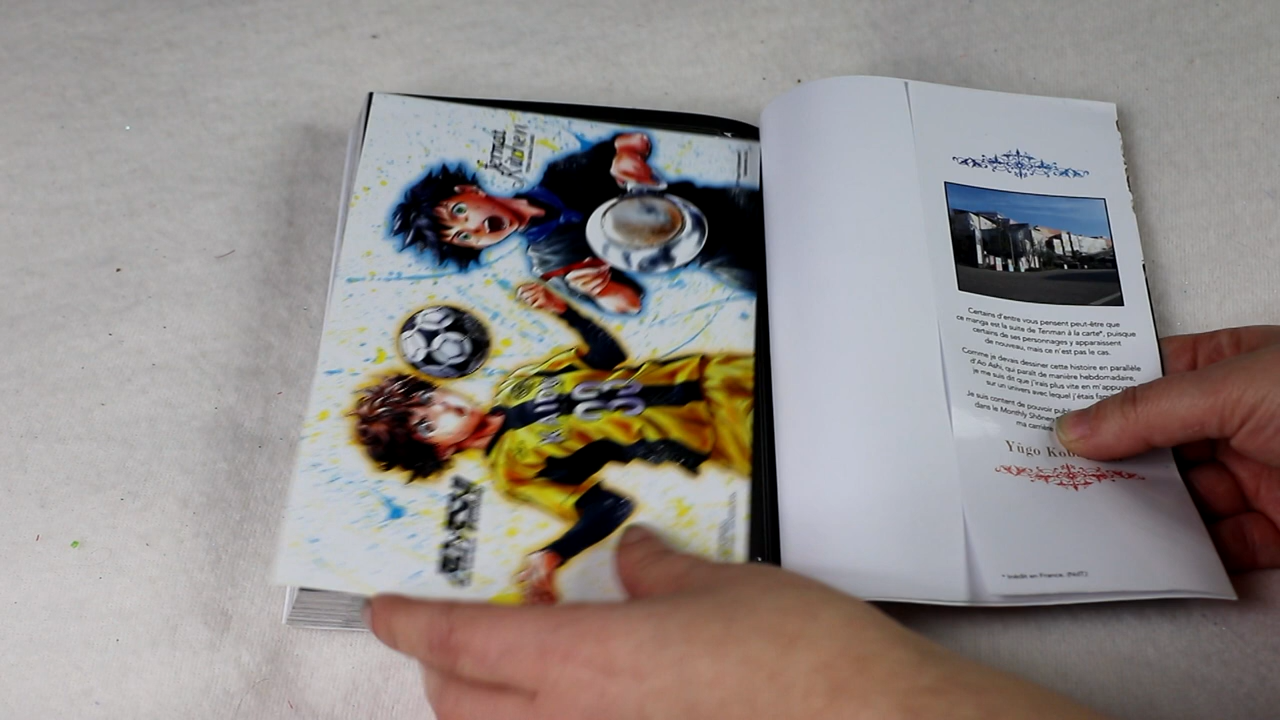 Format
Kitchen
Certains d'entre vous pensent peut-être que
ce manga est la suite de Tenman à la carte*, puisque
certains de ses personnages y apparaissent
de nouveau, mais ce n'est pas le cas.
Comme je devais dessiner cette histoire en parallèle
d'Ao Ashi, qui paraît de manière hebdomadaire,
je me suis dit que j'irais plus vite en m'appuyant
sur un univers avec lequel j'étais
Je suis content de pouvoir
dans le Monthly Shônen
ma carrière
Yûgo
* Inédit en France. (NdT.)